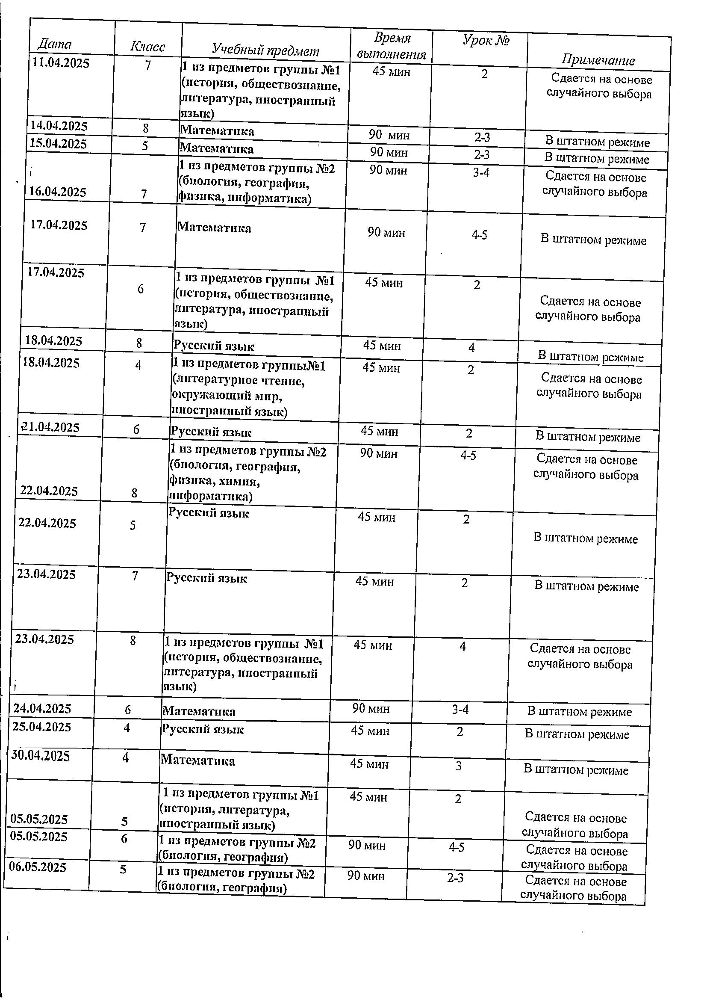 Дата Класс Учебный предмет Время выполнения Урок № Примечание
11.04.2025 7 1 из предметов группы №1 45 мин 2 Сдается на основе
(история, обществознание, случайного выбора
литература, иностранный
язык)
14.04.2025 8 Математика 90 мин 2-3 В штатном режиме
15.04.2025 5 Математика 90 мин 2-3 В штатном режиме
1 из предметов группы №2 90 мин 3-4 Сдается на основе
(биология, география, случайного выбора
16.04.2025 7 физика, информатика)
17.04.2025 7 Математика 90 мин 4-5 В штатном режиме
17.04.2025 1 из предметов группы №1 45 мин 2
6 (история, обществознание, Сдается на основе
литература, иностранный случайного выбора
язык)
18.04.2025 8 Русский язык 45 мин 4 В штатном режиме
18.04.2025 4 1 из предметов группы№1 45 мин 2 Сдается на основе
(литературное чтение, случайного выбора
окружающий мир,
иностранный язык)
21.04.2025 6 Русский язык 45 мин 2 В штатном режиме
1 из предметов группы №2 90 мин 4-5 Сдается на основе
(биология, география, случайного выбора
физика, химия,
22.04.2025 8 информатика)
22.04.2025 5 Русский язык 45 мин 2 В штатном режиме
23.04.2025 7 Русский язык 45 мин 2 В штатном режиме
23.04.2025 8 1 из предметов группы №1 45 мин 4 Сдается на основе
(история, обществознание, случайного выбора
литература, иностранный
язык)
24.04.2025 6 Математика 90 мин 3-4 В штатном режиме
25.04.2025 4 Русский язык 45 мин 2 В штатном режиме
30.04.2025 4 Математика 45 мин 3 В штатном режиме
1 из предметов группы №1 45 мин 2
(история, литература, Сдается на основе
05.05.2025 5 иностранный язык) случайного выбора
05.05.2025 6 1 из предметов группы №2 90 мин 4-5 Сдается на основе
(биология, география) случайного выбора
06.05.2025 5 1 из предметов группы №2 90 мин 2-3 Сдается на основе
(биология, география) случайного выбора